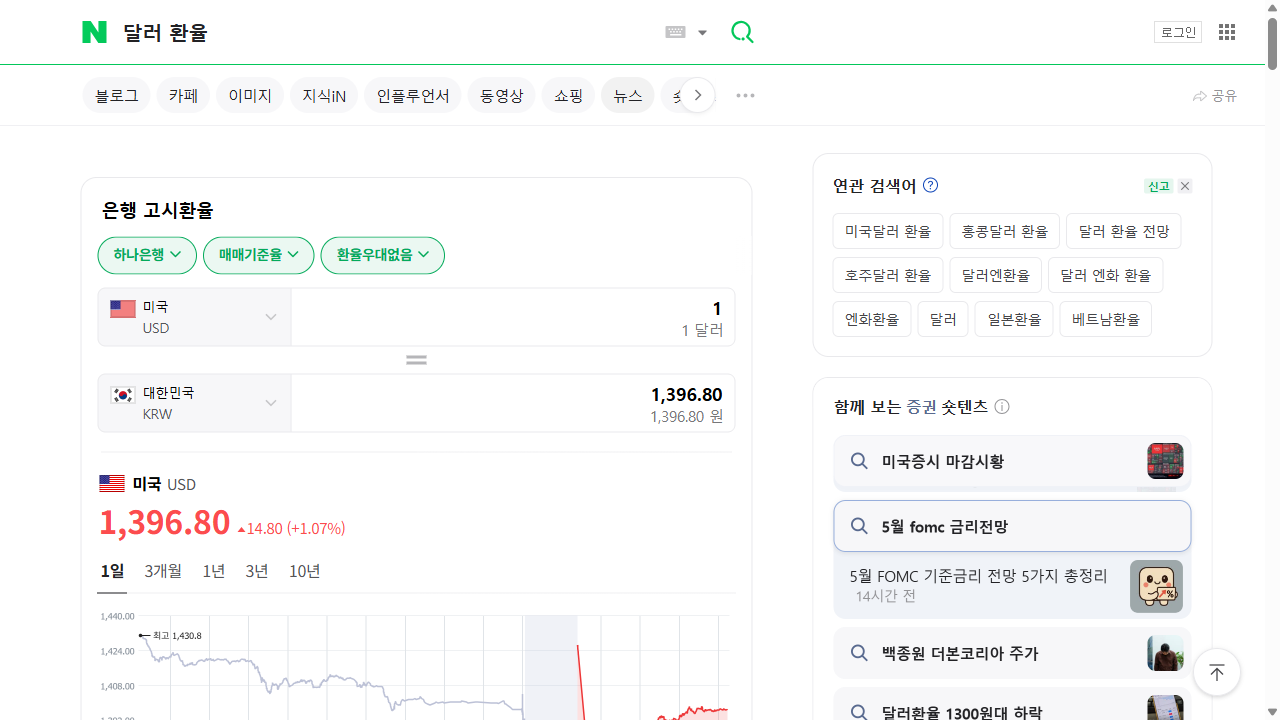 N 달러 환율
로그인
블로그 카페 이미지 지식iN 인플루언서 동영상 쇼핑 뉴스
공유
은행 고시환율
하나은행 매매기준율 환율우대없음
미국
USD
1
1 달러
대한민국
KRW
1,396.80
1,396.80 원
미국 USD
1,396.80 ▲14.80 (+1.07%)
1일 3개월 1년 3년 10년
1,440.00
최고 1,430.8
1,424.00
1,408.00
연관 검색어 ?
신고
미국달러 환율 홍콩달러 환율 달러 환율 전망
호주달러 환율 달러엔환율 달러 엔화 환율
엔화환율 달러 일본환율 베트남환율
함께 보는 증권 숏텐츠
미국증시 마감시황
5월 fomc 금리전망
5월 FOMC 기준금리 전망 5가지 총정리
14시간 전
백종원 더본코리아 주가
달러환율 1300원대 하락